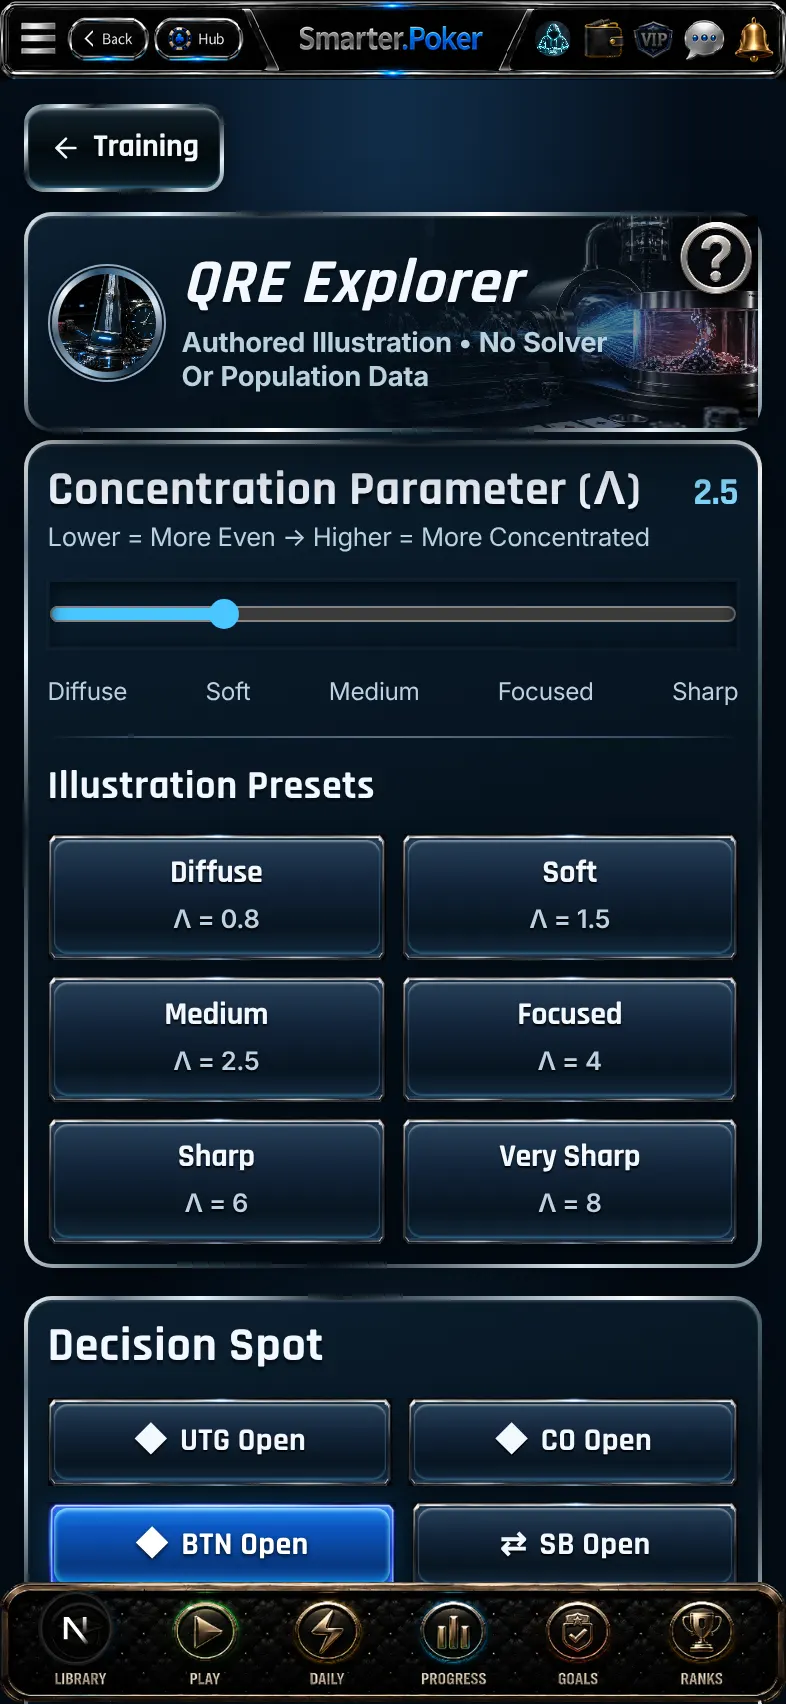 Back
Hub
Smarter.Poker
VIP
← Training
QRE Explorer
?
Authored Illustration • No Solver
Or Population Data
Concentration Parameter (Λ)
2.5
Lower = More Even → Higher = More Concentrated
Diffuse
Soft
Medium
Focused
Sharp
Illustration Presets
Diffuse
Λ = 0.8
Soft
Λ = 1.5
Medium
Λ = 2.5
Focused
Λ = 4
Sharp
Λ = 6
Very Sharp
Λ = 8
Decision Spot
◆ UTG Open
◆ CO Open
◆ BTN Open
⇄ SB Open
N
LIBRARY
PLAY
DAILY
PROGRESS
GOALS
RANKS